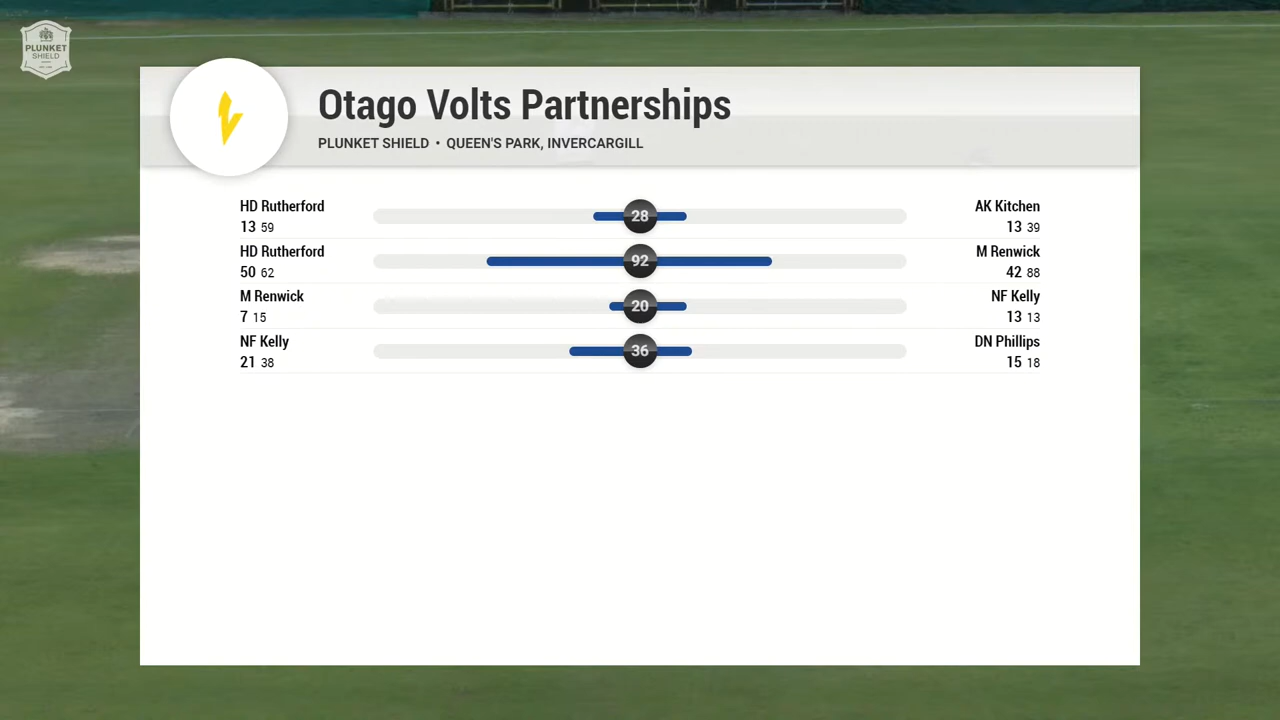 PLUNKET
SHIELD
Otago Volts Partnerships
PLUNKET SHIELD • QUEEN'S PARK, INVERCARGILL
HD Rutherford 28 AK Kitchen
13 59 13 39
HD Rutherford 92 M Renwick
50 62 42 88
M Renwick 20 NF Kelly
7 15 13 13
NF Kelly 36 DN Phillips
21 38 15 18